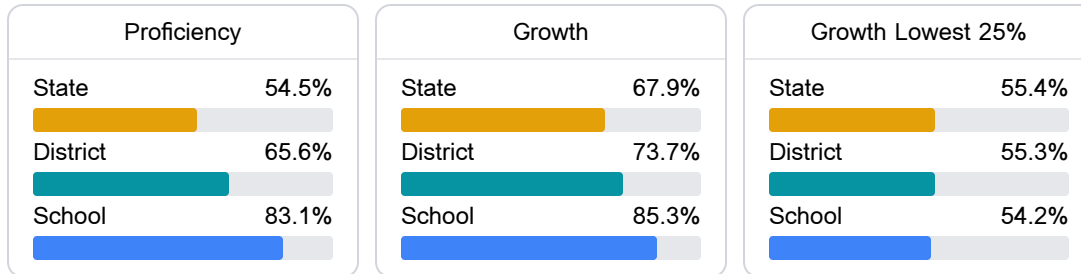 Proficiency
State 54.5%
District 65.6%
School 83.1%
Growth
State 67.9%
District 73.7%
School 85.3%
Growth Lowest 25%
State 55.4%
District 55.3%
School 54.2%